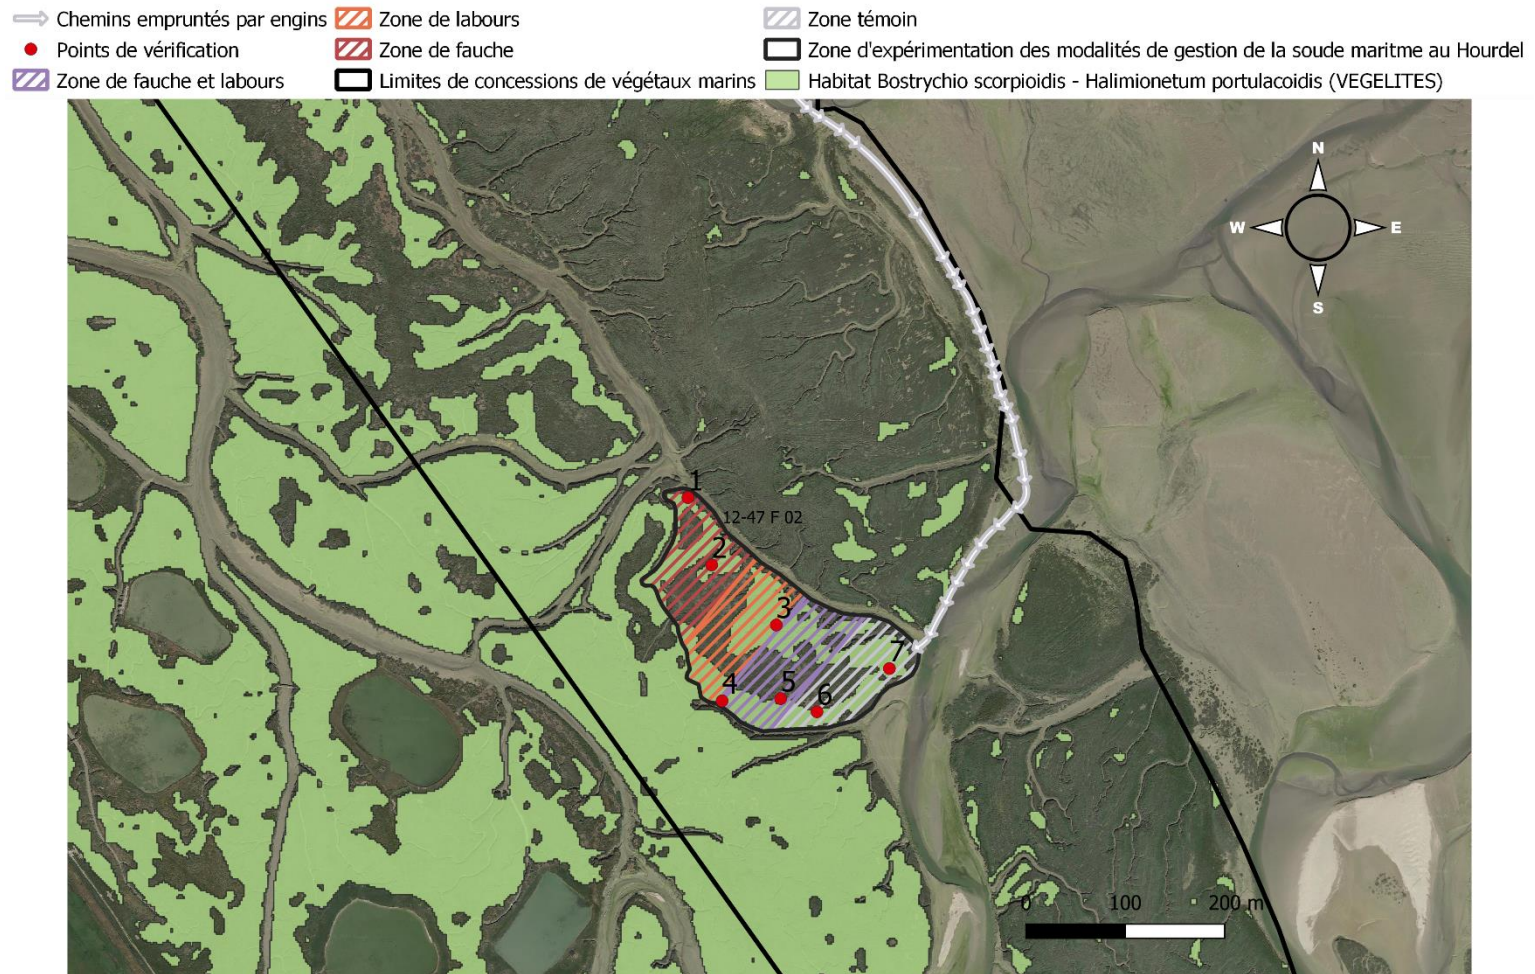 Chemins empruntés par engins Zone de labours Zone témoin
Points de vérification Zone de fauche Zone d'expérimentation des modalités de gestion de la soude maritme au Hourdel
Zone de fauche et labours Limites de concessions de végétaux marins Habitat Bostrychio scorpioidis - Halimionetum portulacoidis (VEGELITES)
N
W E
S
1
12-47 F 02
2
3
7
4 5 6
0 100 200 m